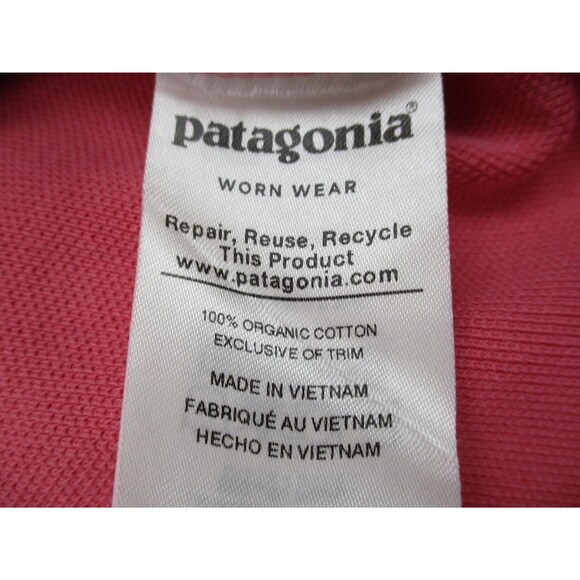 patagonia®
WORN WEAR
Repair, Reuse, Recycle
This Product
www.patagonia.com
100% ORGANIC COTTON
EXCLUSIVE OF TRIM
MADE IN VIETNAM
FABRIQUÉ AU VIETNAM
HECHO EN VIETNAM